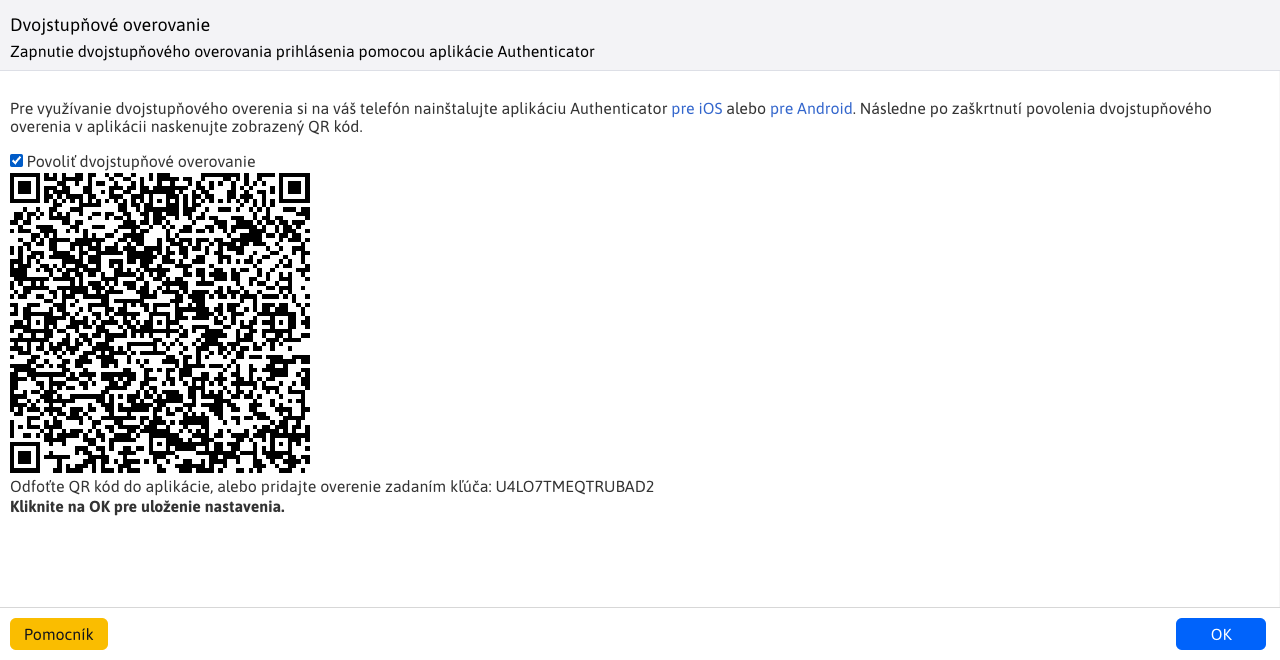 Dvojstupňové overovanie
Zapnutie dvojstupňového overovania prihlásenia pomocou aplikácie Authenticator
Pre využívanie dvojstupňového overenia si na váš telefón nainštalujte aplikáciu Authenticator pre iOS alebo pre Android. Následne po zaškrtnutí povolenia dvojstupňového
overenia v aplikácii naskenujte zobrazený QR kód.
Povoliť dvojstupňové overovanie
Odfoťte QR kód do aplikácie, alebo pridajte overenie zadaním kľúča: U4LO7TMEQTRUBAD2
Kliknite na OK pre uloženie nastavenia.
Pomocník
OK